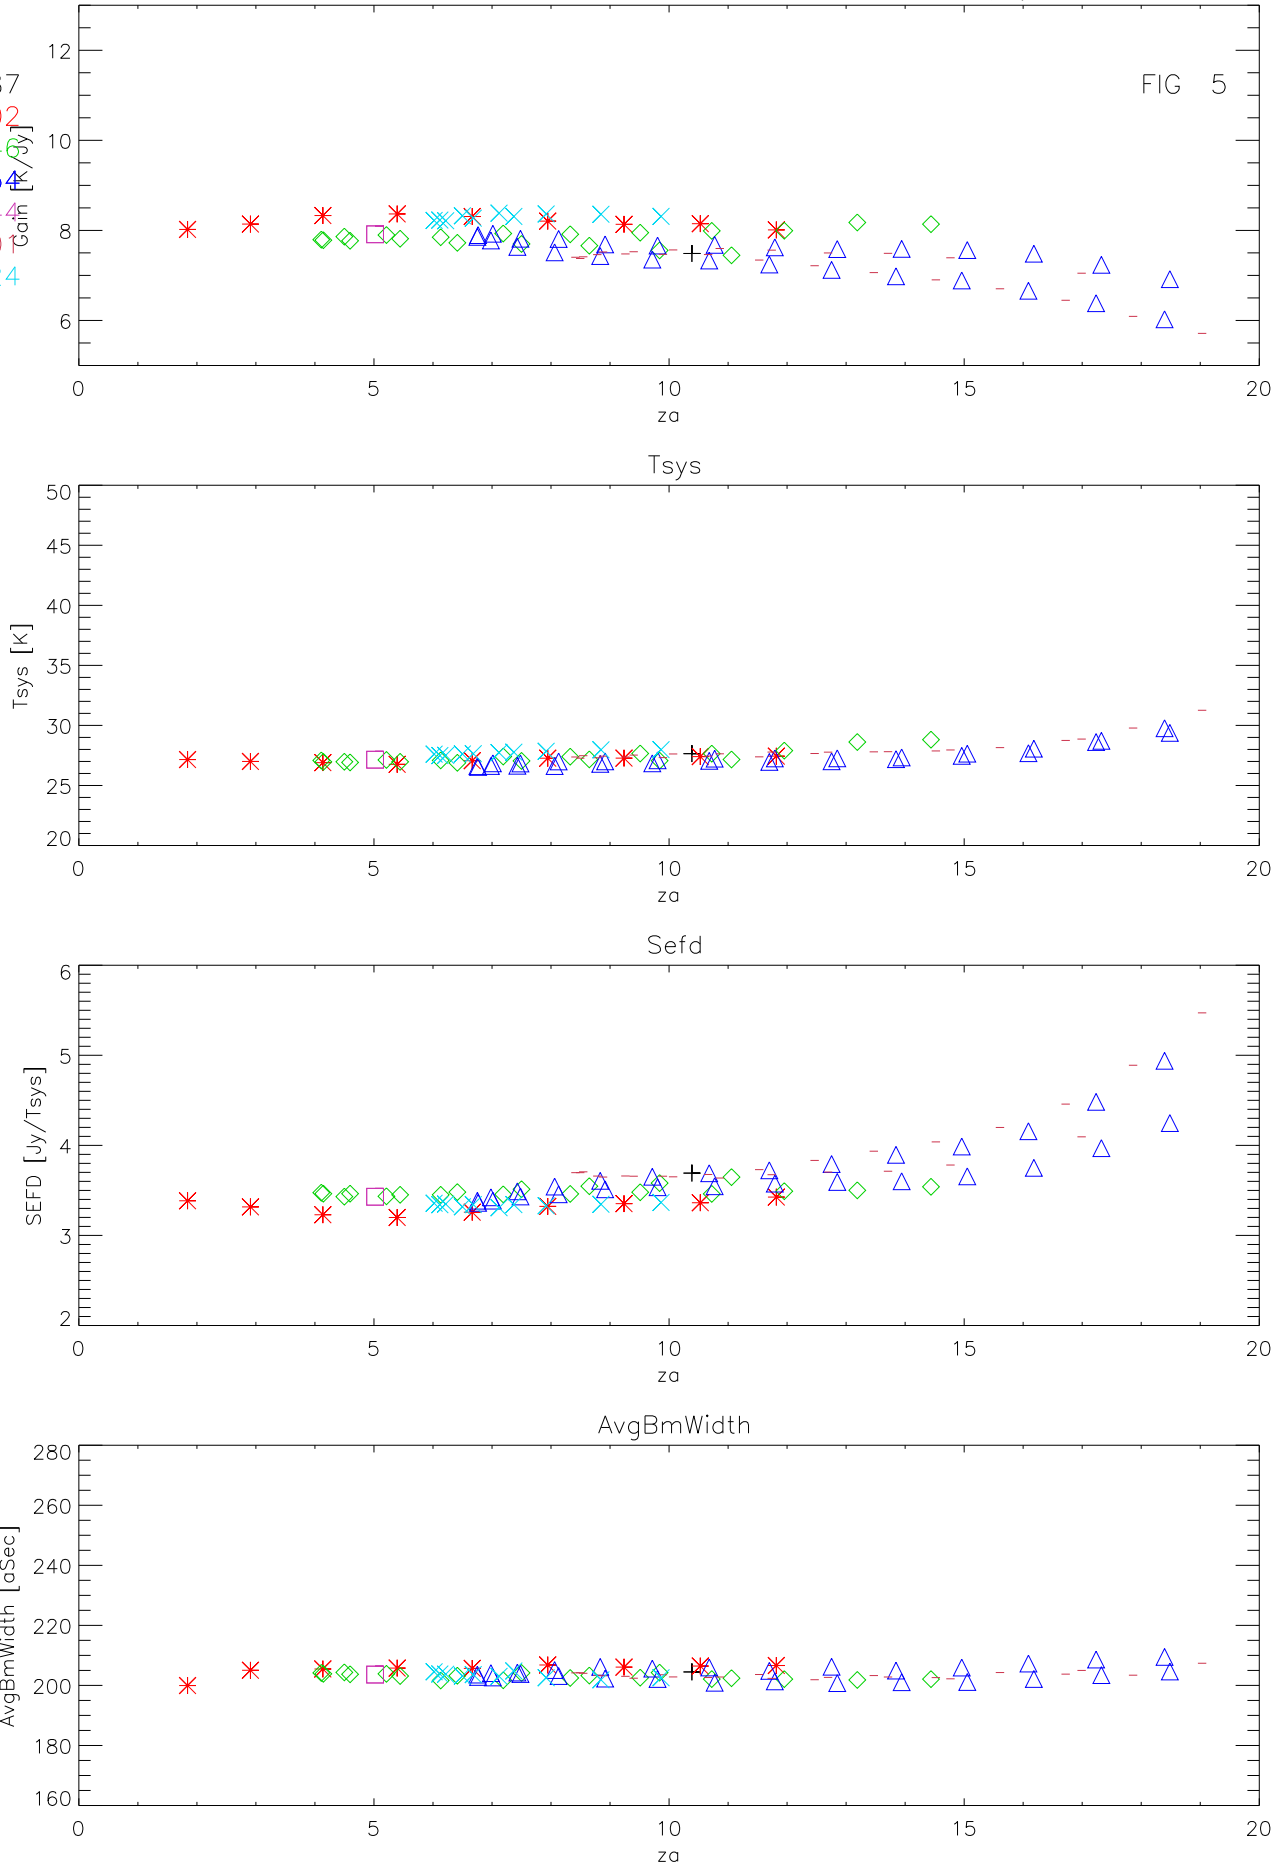 12
10
8
6
Gain [K/Jy]
FIG 5
0 5 10 15 20
za
Tsys
50
45
40
35
30
25
20
Tsys [K]
0 5 10 15 20
za
Sefd
6
5
4
3
2
SEFD [Jy/Tsys]
0 5 10 15 20
za
AvgBmWidth
280
260
240
220
200
180
160
AvgBmWidth [aSec]
0 5 10 15 20
za